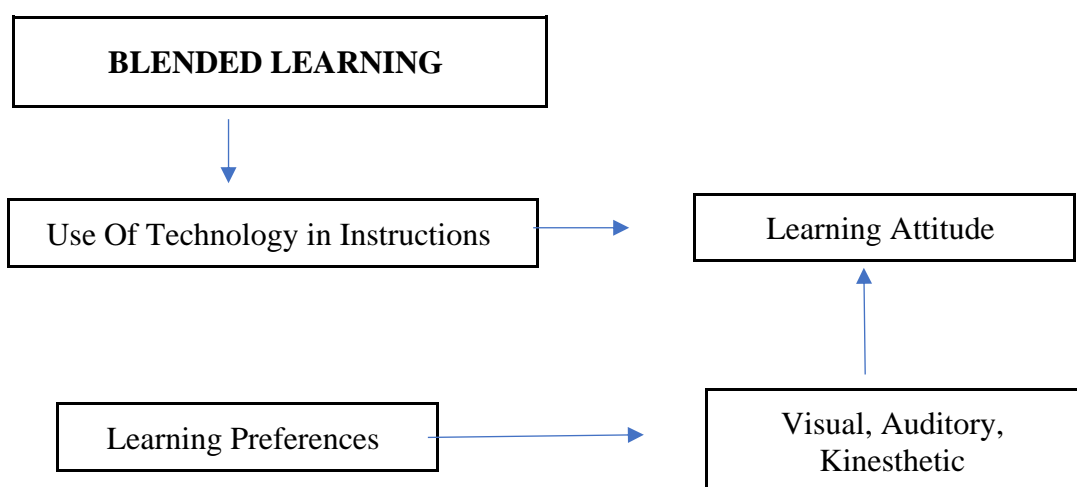 BLENDED LEARNING
Use Of Technology in Instructions
Learning Attitude
Learning Preferences
Visual, Auditory,
Kinesthetic